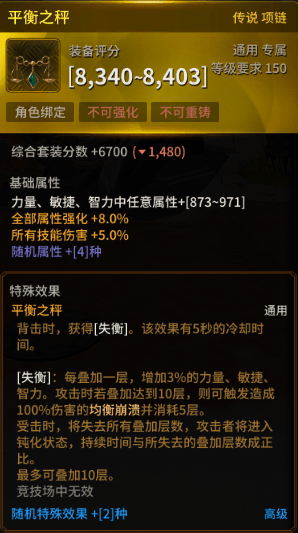 平衡之秤
传说 项链
装备评分
通用 专属
[8,340~8,403]
等级要求 150
角色绑定
不可强化
不可重铸
综合套装分数 +6700 (▼1,480)
基础属性
力量、敏捷、智力中任意属性+[873~971]
全部属性强化 +8.0%
所有技能伤害 +5.0%
随机属性 +[4]种
特殊效果
平衡之秤
通用
背击时，获得[失衡]。该效果有5秒的冷却时
间。
[失衡]：每叠加一层，增加3%的力量、敏捷、
智力。攻击时若叠加达到10层，则可触发造成
100%伤害的均衡崩溃并消耗5层。
受击时，将失去所有叠加层数，攻击者将进入
钝化状态，持续时间与所失去的叠加层数成正
比。
最多可叠加10层。
竞技场中无效
随机特殊效果 +[2]种
高级